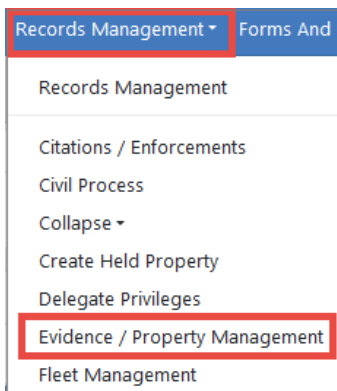 Records Management Forms And
Records Management
Citations / Enforcements
Civil Process
Collapse
Create Held Property
Delegate Privileges
Evidence / Property Management
Fleet Management